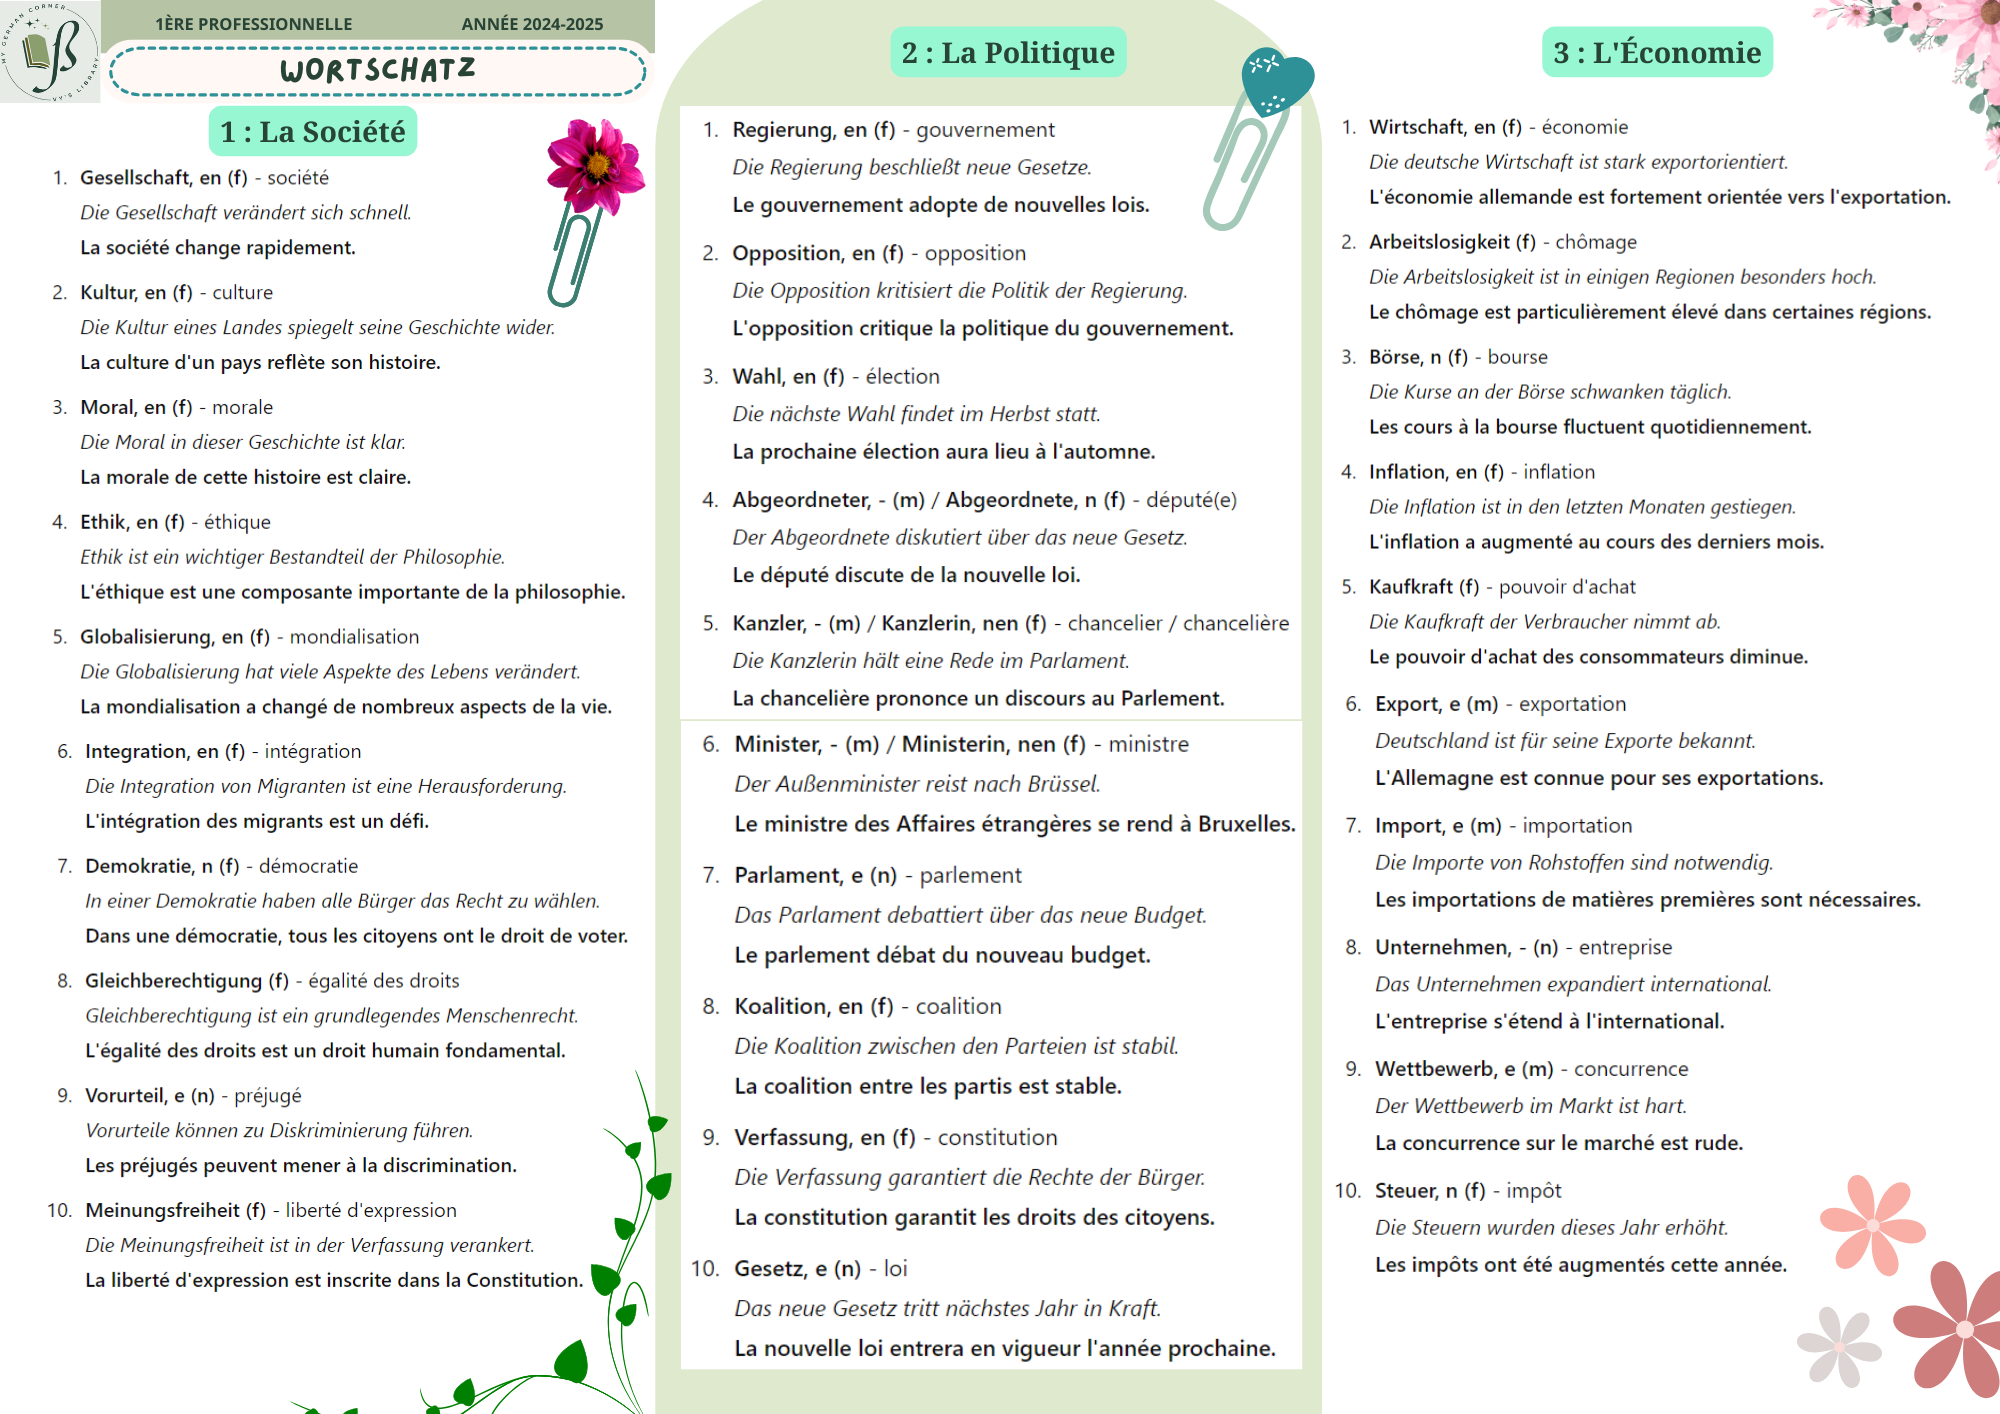 MY GERMAN CORNER
VY'S LIBRARY
ß
1ÈRE PROFESSIONNELLE ANNÉE 2024-2025
WORTSCHATZ
1 : La Société
1. Gesellschaft, en (f) - société
Die Gesellschaft verändert sich schnell.
La société change rapidement.
2. Kultur, en (f) - culture
Die Kultur eines Landes spiegelt seine Geschichte wider.
La culture d'un pays reflète son histoire.
3. Moral, en (f) - morale
Die Moral in dieser Geschichte ist klar.
La morale de cette histoire est claire.
4. Ethik, en (f) - éthique
Ethik ist ein wichtiger Bestandteil der Philosophie.
L'éthique est une composante importante de la philosophie.
5. Globalisierung, en (f) - mondialisation
Die Globalisierung hat viele Aspekte des Lebens verändert.
La mondialisation a changé de nombreux aspects de la vie.
6. Integration, en (f) - intégration
Die Integration von Migranten ist eine Herausforderung.
L'intégration des migrants est un défi.
7. Demokratie, n (f) - démocratie
In einer Demokratie haben alle Bürger das Recht zu wählen.
Dans une démocratie, tous les citoyens ont le droit de voter.
8. Gleichberechtigung (f) - égalité des droits
Gleichberechtigung ist ein grundlegendes Menschenrecht.
L'égalité des droits est un droit humain fondamental.
9. Vorurteil, e (n) - préjugé
Vorurteile können zu Diskriminierung führen.
Les préjugés peuvent mener à la discrimination.
10. Meinungsfreiheit (f) - liberté d'expression
Die Meinungsfreiheit ist in der Verfassung verankert.
La liberté d'expression est inscrite dans la Constitution.
2 : La Politique
1. Regierung, en (f) - gouvernement
Die Regierung beschließt neue Gesetze.
Le gouvernement adopte de nouvelles lois.
2. Opposition, en (f) - opposition
Die Opposition kritisiert die Politik der Regierung.
L'opposition critique la politique du gouvernement.
3. Wahl, en (f) - élection
Die nächste Wahl findet im Herbst statt.
La prochaine élection aura lieu à l'automne.
4. Abgeordneter, - (m) / Abgeordnete, n (f) - député(e)
Der Abgeordnete diskutiert über das neue Gesetz.
Le député discute de la nouvelle loi.
5. Kanzler, - (m) / Kanzlerin, nen (f) - chancelier / chancelière
Die Kanzlerin hält eine Rede im Parlament.
La chancelière prononce un discours au Parlement.
6. Minister, - (m) / Ministerin, nen (f) - ministre
Der Außenminister reist nach Brüssel.
Le ministre des Affaires étrangères se rend à Bruxelles.
7. Parlament, e (n) - parlement
Das Parlament debattiert über das neue Budget.
Le parlement débat du nouveau budget.
8. Koalition, en (f) - coalition
Die Koalition zwischen den Parteien ist stabil.
La coalition entre les partis est stable.
9. Verfassung, en (f) - constitution
Die Verfassung garantiert die Rechte der Bürger.
La constitution garantit les droits des citoyens.
10. Gesetz, e (n) - loi
Das neue Gesetz tritt nächstes Jahr in Kraft.
La nouvelle loi entrera en vigueur l'année prochaine.
3 : L'Économie
1. Wirtschaft, en (f) - économie
Die deutsche Wirtschaft ist stark exportorientiert.
L'économie allemande est fortement orientée vers l'exportation.
2. Arbeitslosigkeit (f) - chômage
Die Arbeitslosigkeit ist in einigen Regionen besonders hoch.
Le chômage est particulièrement élevé dans certaines régions.
3. Börse, n (f) - bourse
Die Kurse an der Börse schwanken täglich.
Les cours à la bourse fluctuent quotidiennement.
4. Inflation, en (f) - inflation
Die Inflation ist in den letzten Monaten gestiegen.
L'inflation a augmenté au cours des derniers mois.
5. Kaufkraft (f) - pouvoir d'achat
Die Kaufkraft der Verbraucher nimmt ab.
Le pouvoir d'achat des consommateurs diminue.
6. Export, e (m) - exportation
Deutschland ist für seine Exporte bekannt.
L'Allemagne est connue pour ses exportations.
7. Import, e (m) - importation
Die Importe von Rohstoffen sind notwendig.
Les importations de matières premières sont nécessaires.
8. Unternehmen, - (n) - entreprise
Das Unternehmen expandiert international.
L'entreprise s'étend à l'international.
9. Wettbewerb, e (m) - concurrence
Der Wettbewerb im Markt ist hart.
La concurrence sur le marché est rude.
10. Steuer, n (f) - impôt
Die Steuern wurden dieses Jahr erhöht.
Les impôts ont été augmentés cette année.